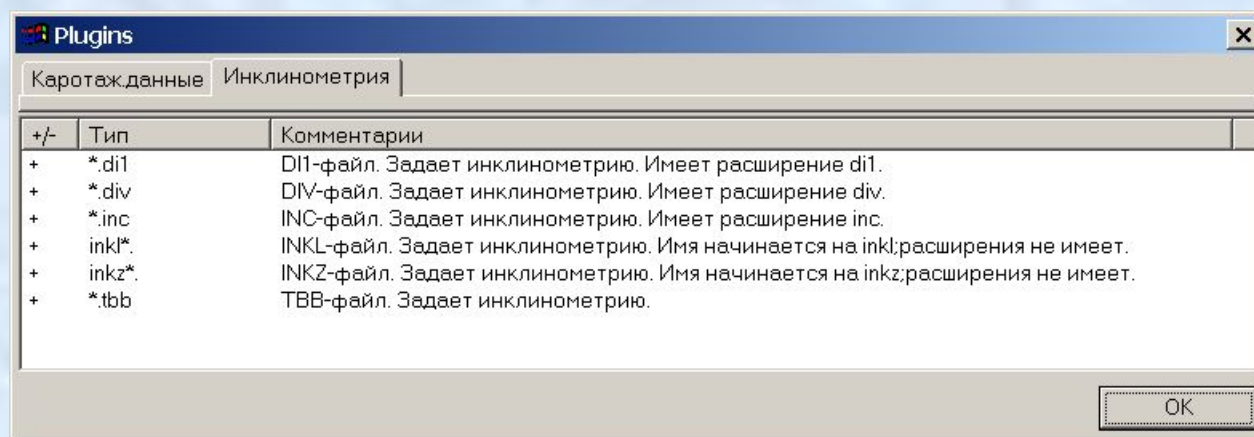 Plugins
Каротаж.данные Инклинометрия
+/- Тип Комментарии
+ *.di1 DI1-файл. Задает инклинометрию. Имеет расширение di1.
+ *.div DIV-файл. Задает инклинометрию. Имеет расширение div.
+ *.inc INC-файл. Задает инклинометрию. Имеет расширение inc.
+ inkl*. INKL-файл. Задает инклинометрию. Имя начинается на inkl;расширения не имеет.
+ inkz*. INKZ-файл. Задает инклинометрию. Имя начинается на inkz;расширения не имеет.
+ *.tbb TBB-файл. Задает инклинометрию.
OK